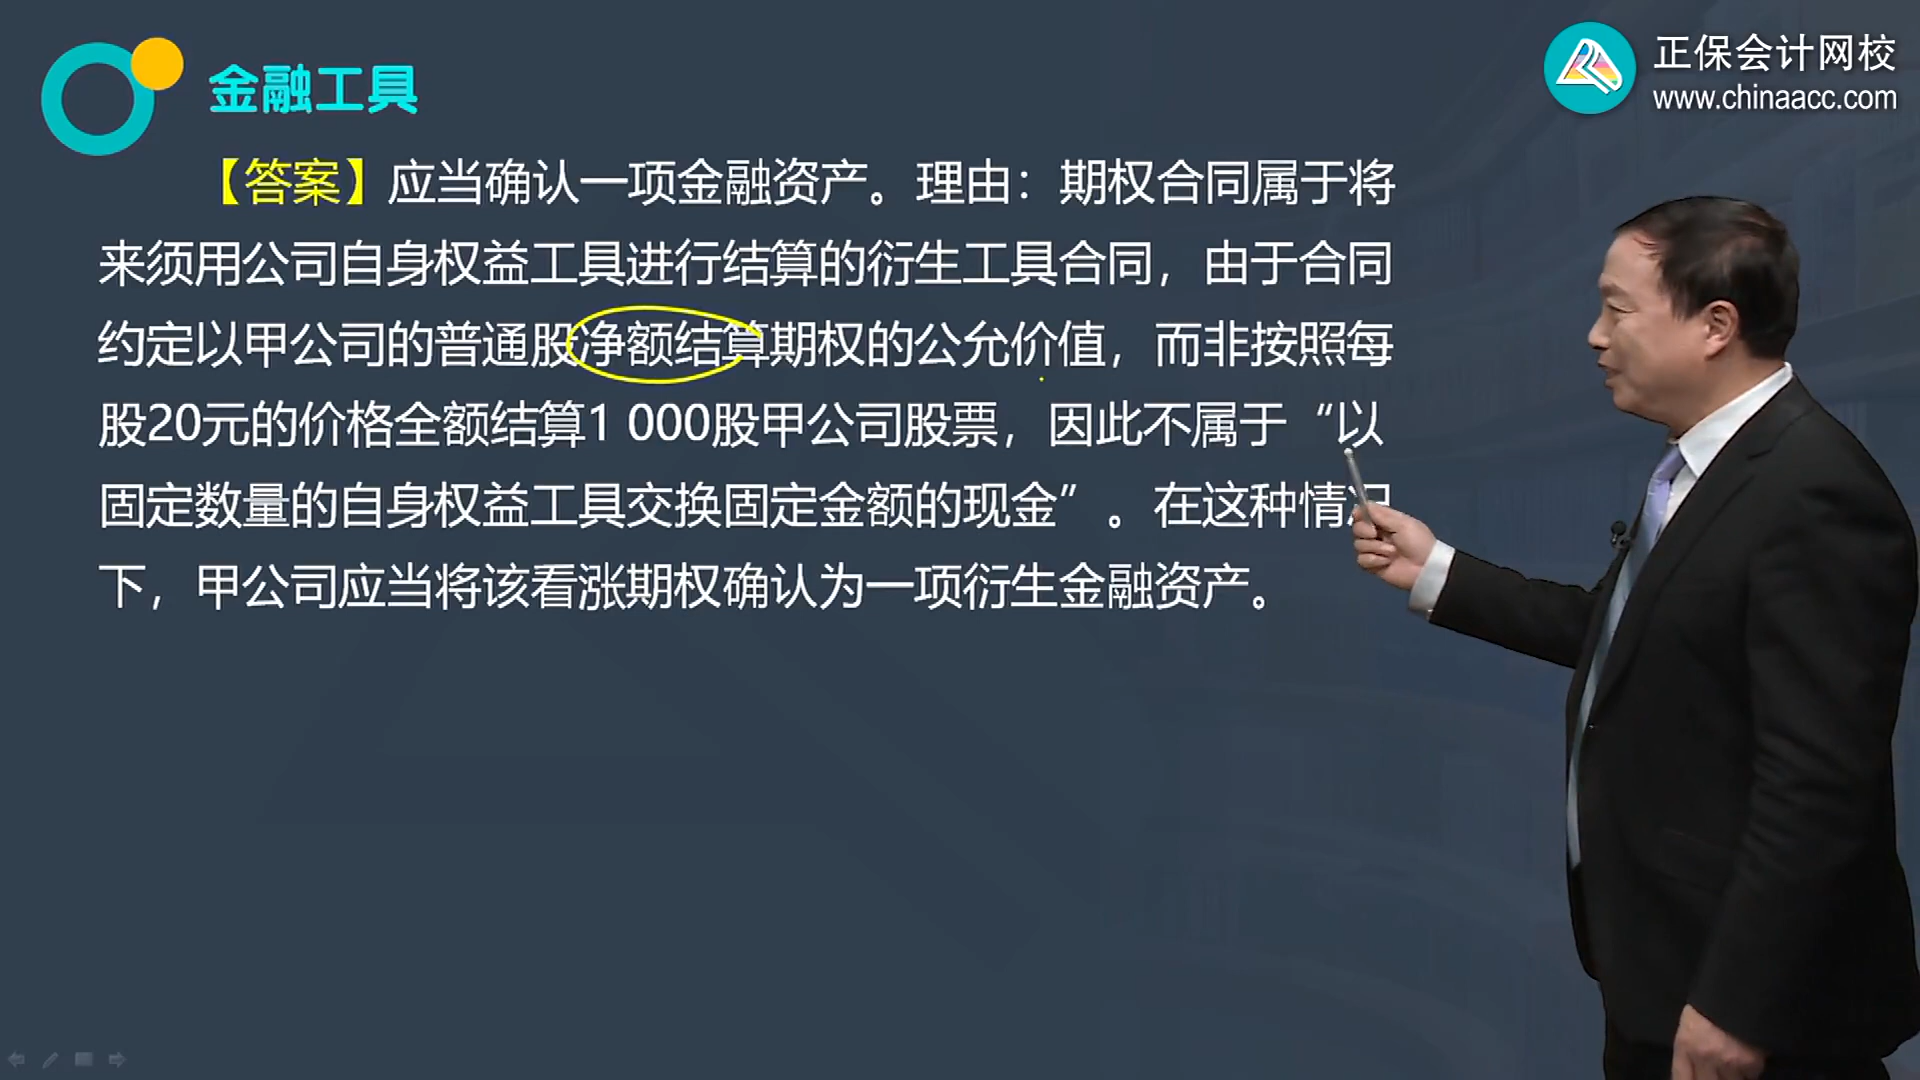 金融工具
正保会计网校
www.chinaacc.com
【答案】应当确认一项金融资产。理由：期权合同属于将
来须用公司自身权益工具进行结算的衍生工具合同，由于合同
约定以甲公司的普通股净额结算期权的公允价值，而非按照每
股20元的价格全额结算1 000股甲公司股票，因此不属于“以
固定数量的自身权益工具交换固定金额的现金”。在这种情况
下，甲公司应当将该看涨期权确认为一项衍生金融资产。